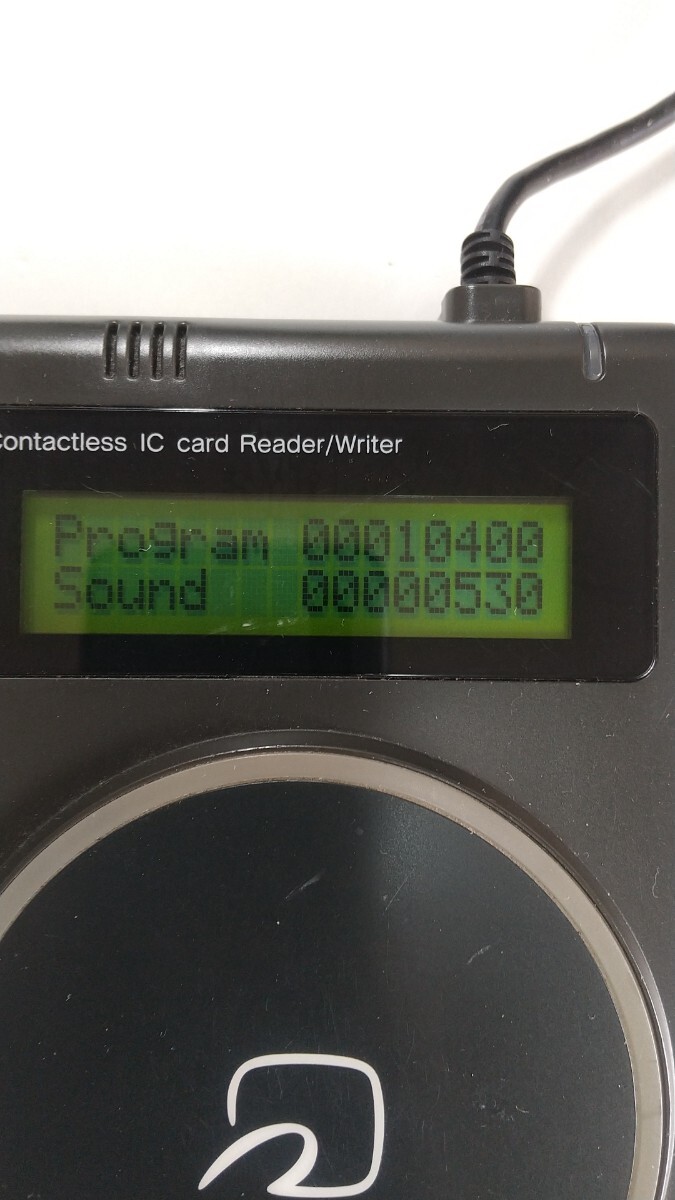 Contactless IC card Reader/Writer
Program 00010400
Sound 00000530